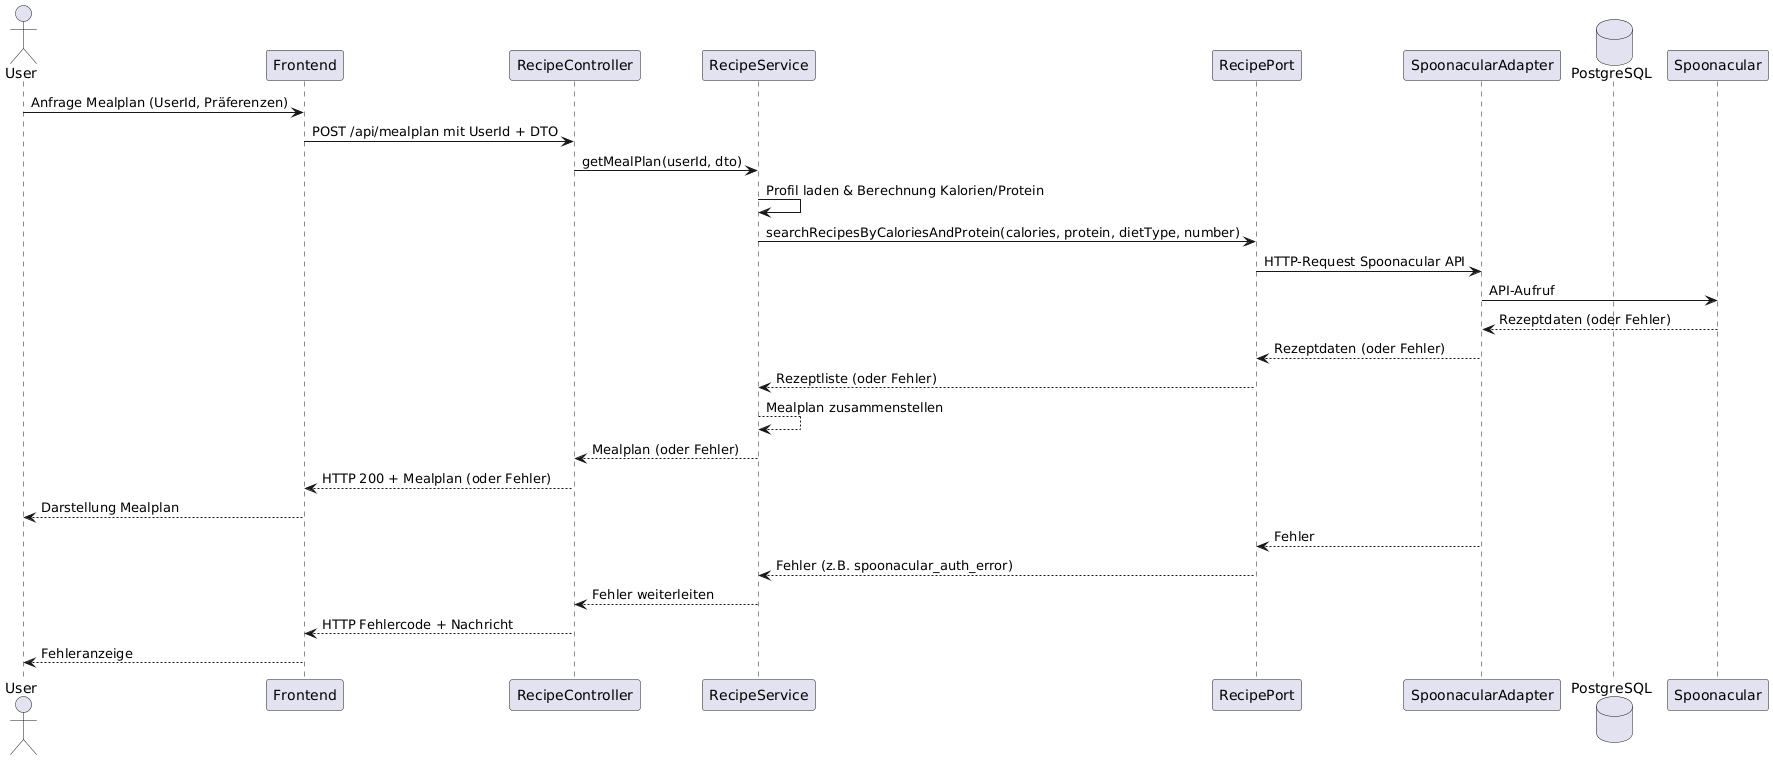 User
Frontend
RecipeController
RecipeService
RecipePort
SpoonacularAdapter
PostgreSQL
Spoonacular
Anfrage Mealplan (UserId, Präferenzen)
POST /api/mealplan mit UserId + DTO
getMealPlan(userId, dto)
Profil laden & Berechnung Kalorien/Protein
searchRecipesByCaloriesAndProtein(calories, protein, dietType, number)
HTTP-Request Spoonacular API
API-Aufruf
Rezeptdaten (oder Fehler)
Rezeptdaten (oder Fehler)
Rezeptliste (oder Fehler)
Mealplan zusammenstellen
Mealplan (oder Fehler)
HTTP 200 + Mealplan (oder Fehler)
Darstellung Mealplan
Fehler
Fehler (z.B. spoonacular_auth_error)
Fehler weiterleiten
HTTP Fehlercode + Nachricht
Fehleranzeige
User
Frontend
RecipeController
RecipeService
RecipePort
SpoonacularAdapter
PostgreSQL
Spoonacular